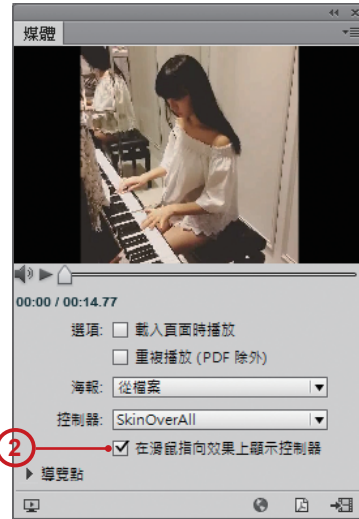 媒體
00:00 / 00:14.77
選項: 載入頁面時播放
重複播放 (PDF 除外)
海報: 從檔案
控制器: SkinOverAll
2 在滑鼠指向效果上顯示控制器
導覽點